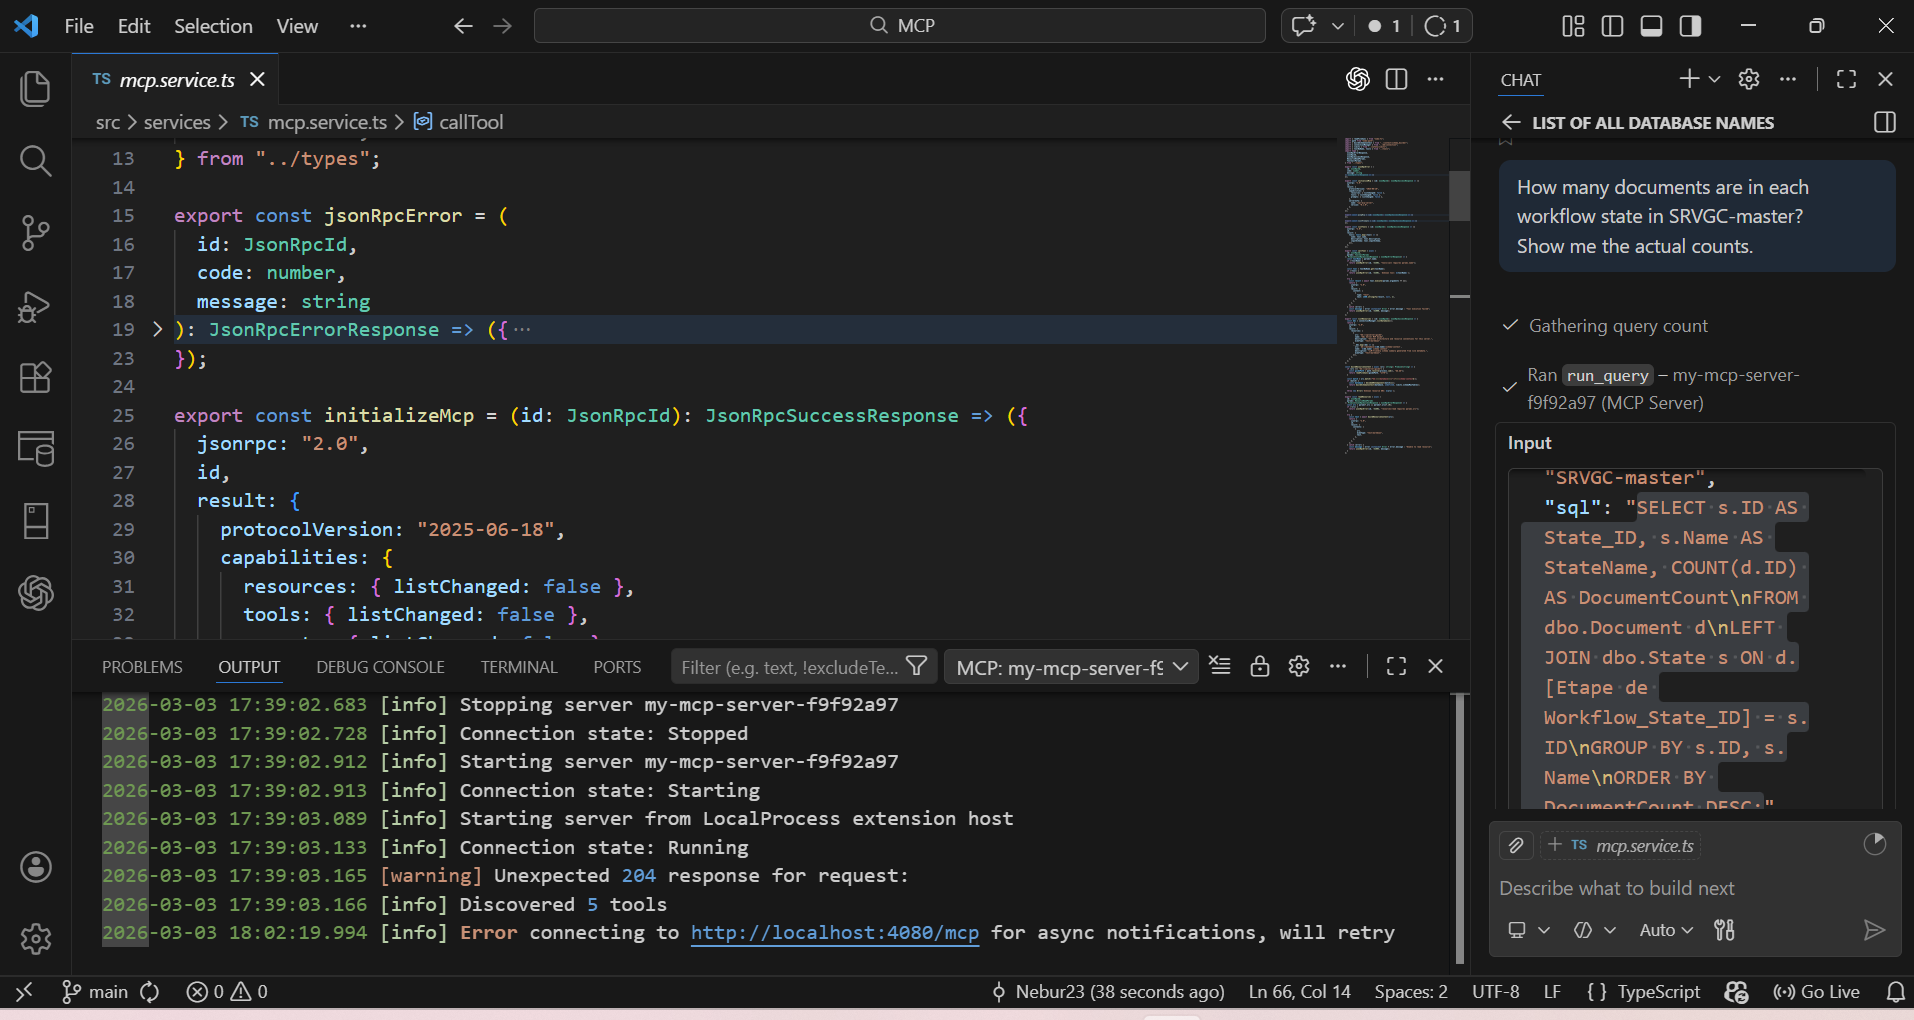 File Edit Selection View ···
MCP
1 1
TS mcp.service.ts
src > services > TS mcp.service.ts > callTool
13 } from "../types";
14
15 export const jsonRpcError = (
16 id: JsonRpcId,
17 code: number,
18 message: string
19 ): JsonRpcErrorResponse => ({ ···
23 });
24
25 export const initializeMcp = (id: JsonRpcId): JsonRpcSuccessResponse => ({
26 jsonrpc: "2.0",
27 id,
28 result: {
29 protocolVersion: "2025-06-18",
30 capabilities: {
31 resources: { listChanged: false },
32 tools: { listChanged: false },
PROBLEMS OUTPUT DEBUG CONSOLE TERMINAL PORTS
Filter (e.g. text, !excludeTe...
MCP: my-mcp-server-f9
2026-03-03 17:39:02.683 [info] Stopping server my-mcp-server-f9f92a97
2026-03-03 17:39:02.728 [info] Connection state: Stopped
2026-03-03 17:39:02.912 [info] Starting server my-mcp-server-f9f92a97
2026-03-03 17:39:02.913 [info] Connection state: Starting
2026-03-03 17:39:03.089 [info] Starting server from LocalProcess extension host
2026-03-03 17:39:03.133 [info] Connection state: Running
2026-03-03 17:39:03.165 [warning] Unexpected 204 response for request:
2026-03-03 17:39:03.166 [info] Discovered 5 tools
2026-03-03 18:02:19.994 [info] Error connecting to http://localhost:4080/mcp for async notifications, will retry
CHAT
LIST OF ALL DATABASE NAMES
How many documents are in each
workflow state in SRVGC-master?
Show me the actual counts.
Gathering query count
Ran run_query – my-mcp-server-
f9f92a97 (MCP Server)
Input
"SRVGC-master",
"sql": "SELECT s.ID AS
State_ID, s.Name AS
StateName, COUNT(d.ID)
AS DocumentCount\nFROM
dbo.Document d\nLEFT
JOIN dbo.State s ON d.
[Etape de
Workflow_State_ID] = s.
ID\nGROUP BY s.ID, s.
Name\nORDER BY
DocumentCount DESC;"
TS mcp.service.ts
Describe what to build next
Auto
main 0 0
Nebur23 (38 seconds ago) Ln 66, Col 14 Spaces: 2 UTF-8 LF { } TypeScript Go Live